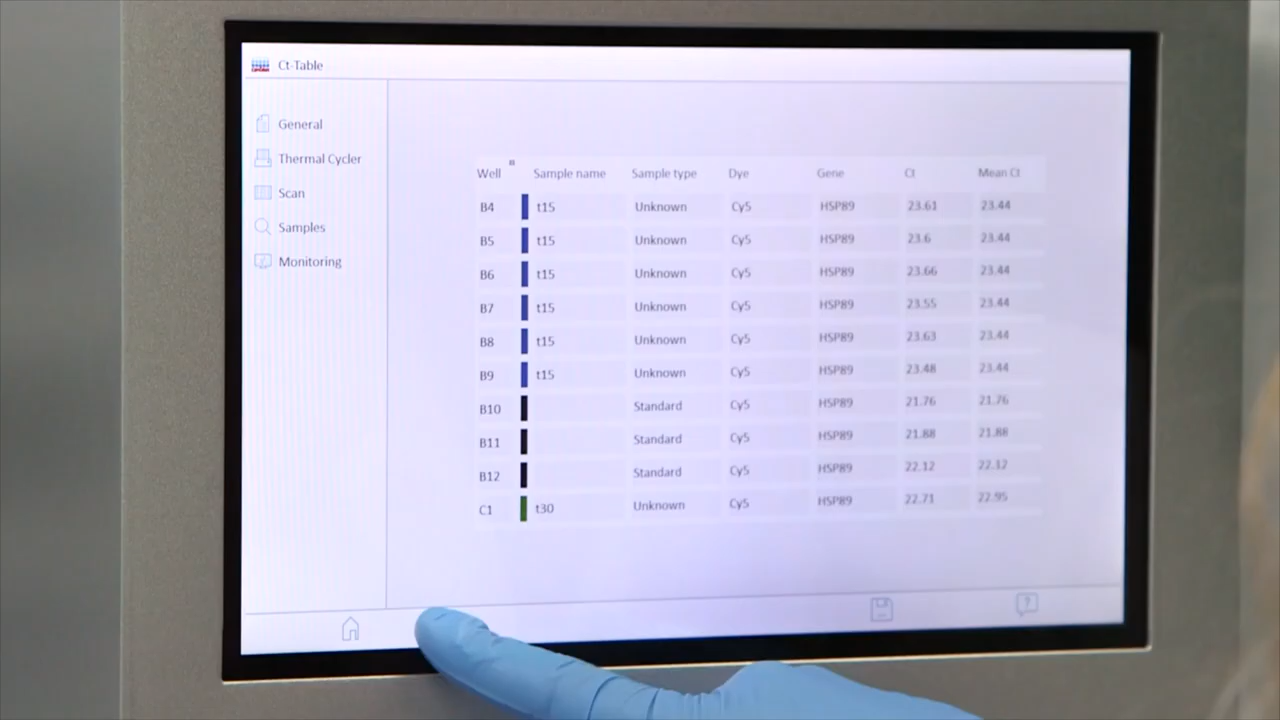 Ct-Table
General
Thermal Cycler
Scan
Samples
Monitoring
Well Sample name Sample type Dye Gene Ct Mean Ct
B4 t15 Unknown Cy5 HSP89 23.61 23.44
B5 t15 Unknown Cy5 HSP89 23.6 23.44
B6 t15 Unknown Cy5 HSP89 23.66 23.44
B7 t15 Unknown Cy5 HSP89 23.55 23.44
B8 t15 Unknown Cy5 HSP89 23.63 23.44
B9 t15 Unknown Cy5 HSP89 23.48 23.44
B10 Standard Cy5 HSP89 21.76 21.76
B11 Standard Cy5 HSP89 21.88 21.88
B12 Standard Cy5 HSP89 22.12 22.12
C1 t30 Unknown Cy5 HSP89 22.71 22.95
?